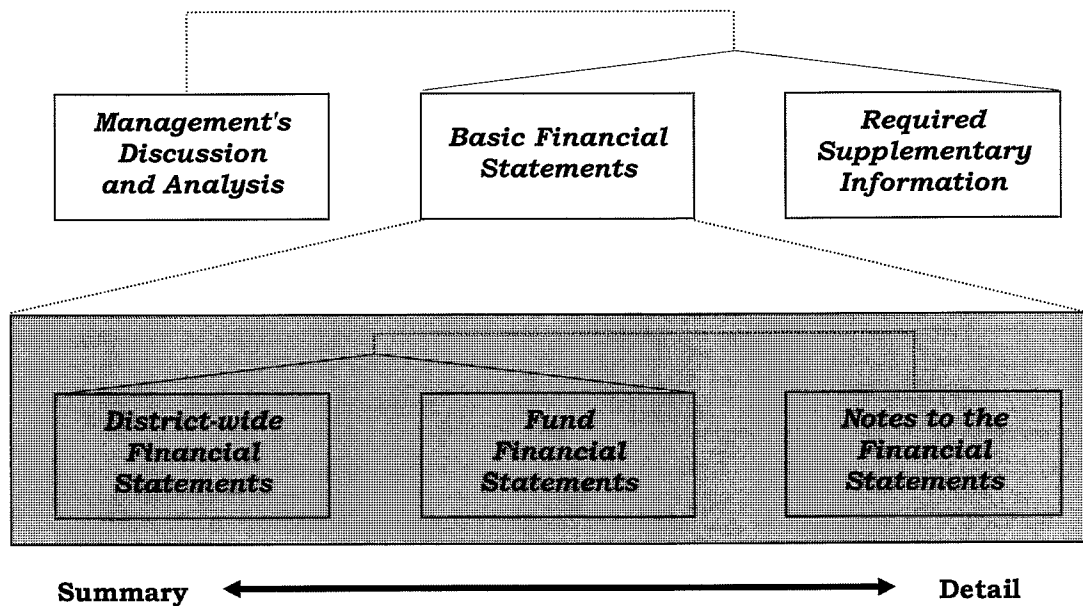 Management's
Discussion
and Analysis
Basic Financial
Statements
Required
Supplementary
Information
District-wide
Financial
Statements
Fund
Financial
Statements
Notes to the
Financial
Statements
Summary
Detail